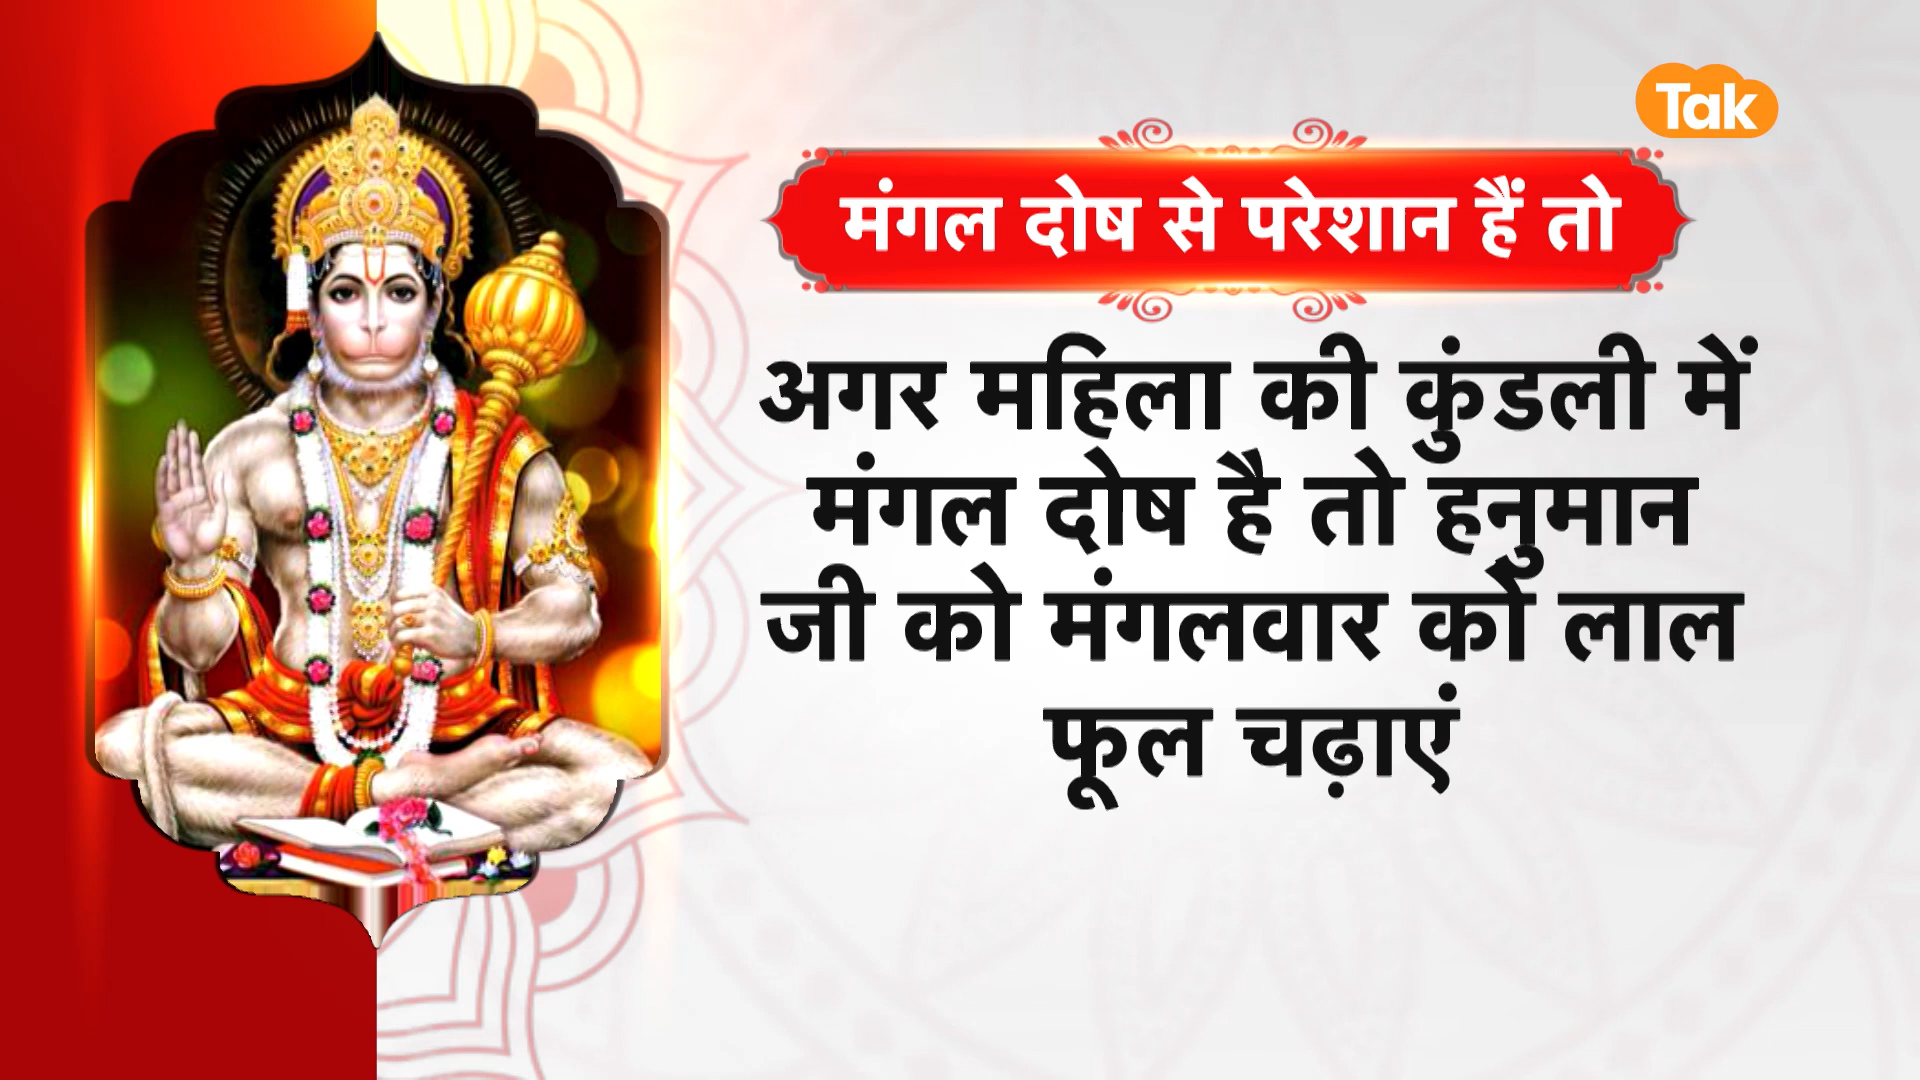 Tak
मंगल दोष से परेशान हैं तो
अगर महिला की कुंडली में
मंगल दोष है तो हनुमान
जी को मंगलवार को लाल
फूल चढ़ाएं